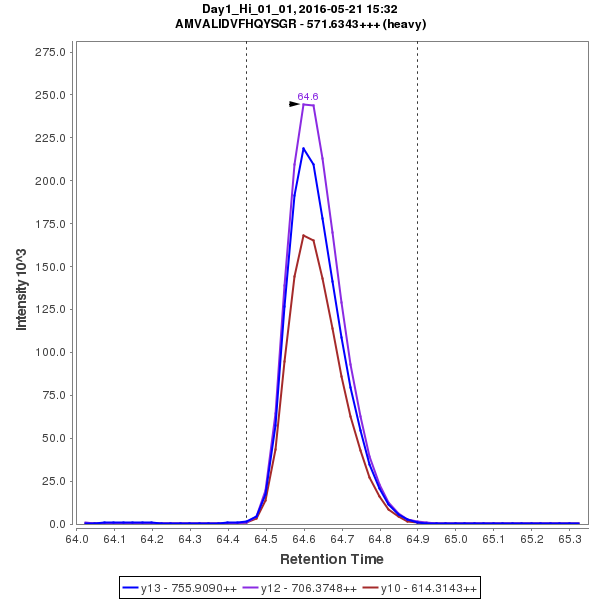 Day1_Hi_01_01, 2016-05-21 15:32
AMVALIDVFHQYSGR - 571.6343+++ (heavy)
275.0
250.0
225.0
200.0
175.0
150.0
125.0
100.0
75.0
50.0
25.0
0.0
Intensity 10^3
64.6
64.0 64.1 64.2 64.3 64.4 64.5 64.6 64.7 64.8 64.9 65.0 65.1 65.2 65.3
Retention Time
y13 - 755.9090++ y12 - 706.3748++ y10 - 614.3143++